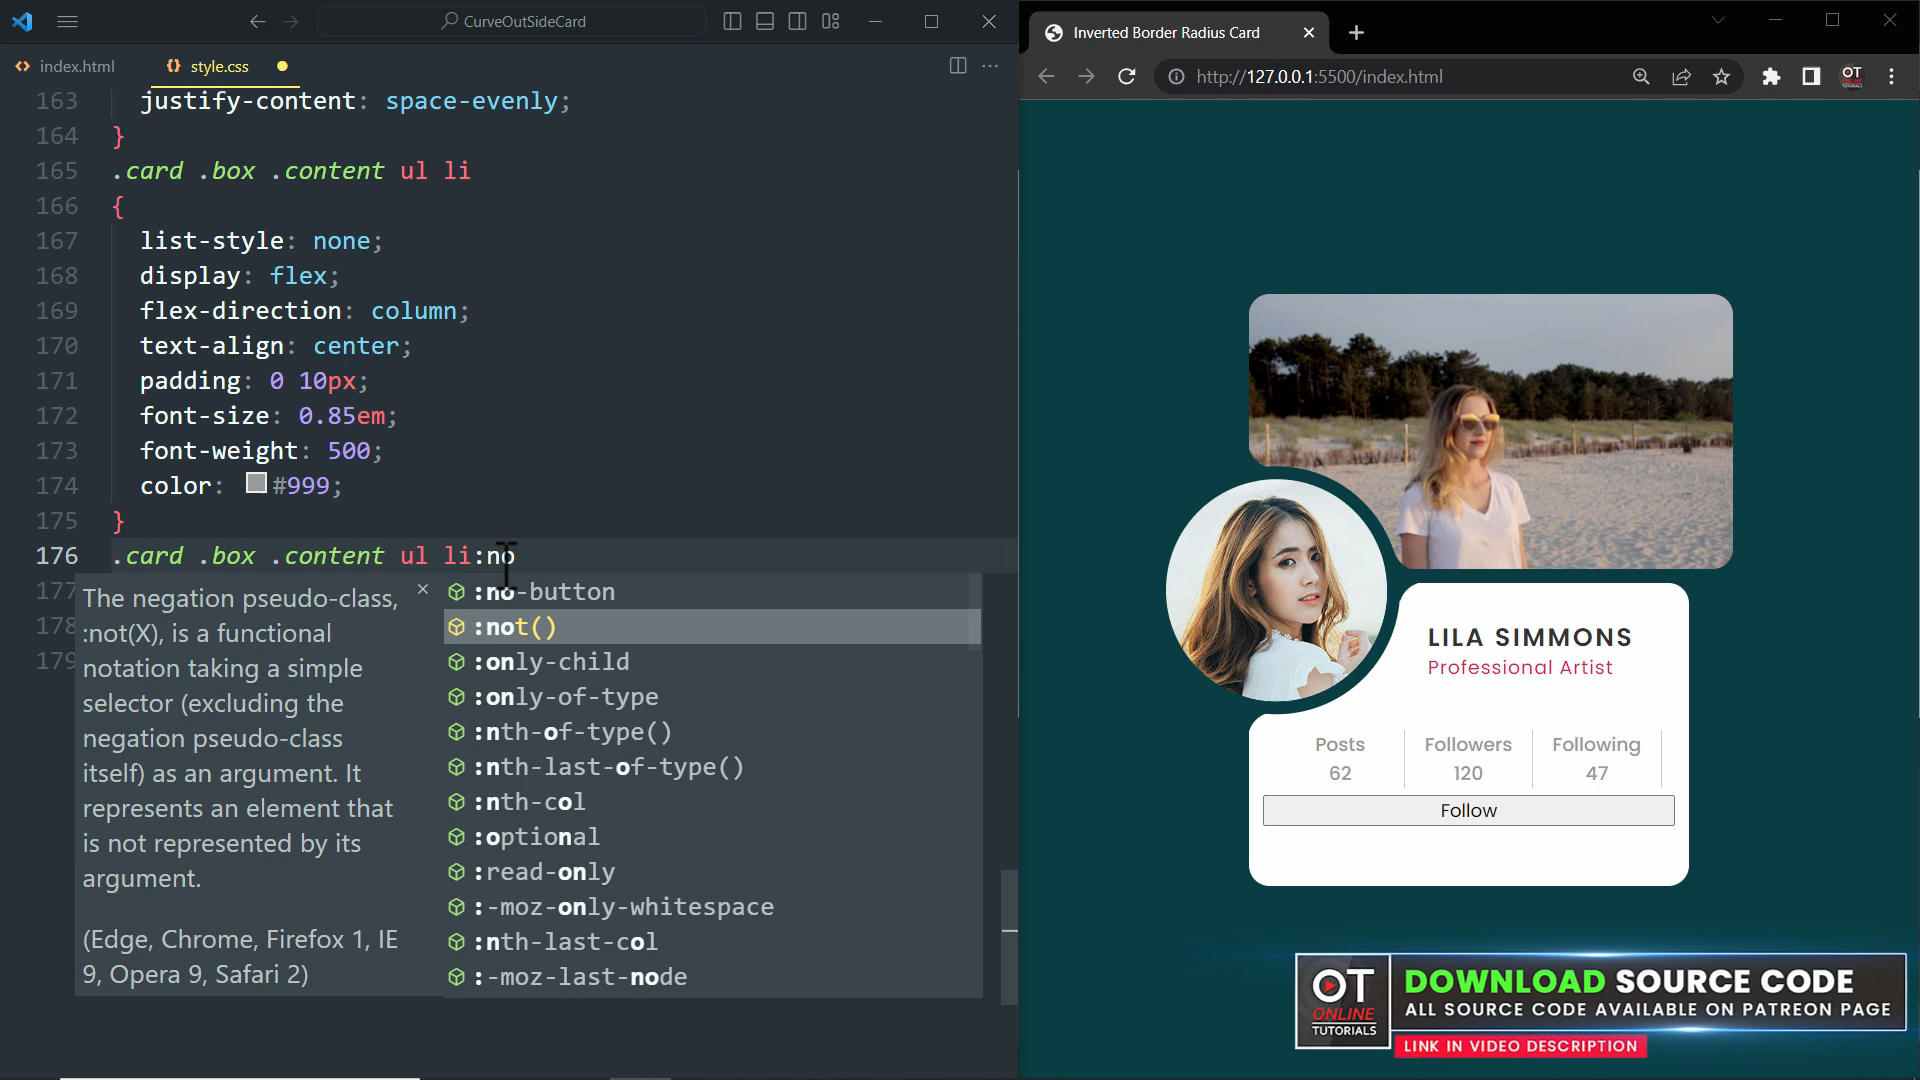 CurveOutSideCard
index.html
style.css
163 justify-content: space-evenly;
164 }
165 .card .box .content ul li
166 {
167 list-style: none;
168 display: flex;
169 flex-direction: column;
170 text-align: center;
171 padding: 0 10px;
172 font-size: 0.85em;
173 font-weight: 500;
174 color: #999;
175 }
176 .card .box .content ul li:no
177
178
179
The negation pseudo-class,
:not(X), is a functional
notation taking a simple
selector (excluding the
negation pseudo-class
itself) as an argument. It
represents an element that
is not represented by its
argument.
(Edge, Chrome, Firefox 1, IE
9, Opera 9, Safari 2)
:no-button
:not()
:only-child
:only-of-type
:nth-of-type()
:nth-last-of-type()
:nth-col
:optional
:read-only
:-moz-only-whitespace
:nth-last-col
:-moz-last-node
Inverted Border Radius Card
http://127.0.0.1:5500/index.html
LILA SIMMONS
Professional Artist
Posts Followers Following
62 120 47
Follow
OT
ONLINE
TUTORIALS
DOWNLOAD SOURCE CODE
ALL SOURCE CODE AVAILABLE ON PATREON PAGE
LINK IN VIDEO DESCRIPTION